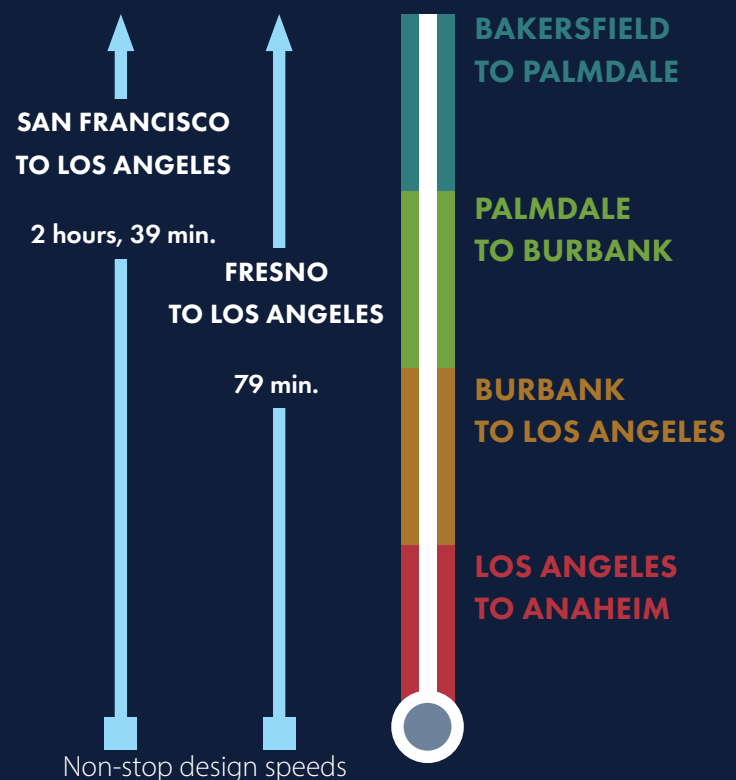 SAN FRANCISCO
TO LOS ANGELES
2 hours, 39 min.
FRESNO
TO LOS ANGELES
79 min.
BAKERSFIELD
TO PALMDALE
PALMDALE
TO BURBANK
BURBANK
TO LOS ANGELES
LOS ANGELES
TO ANAHEIM
Non-stop design speeds